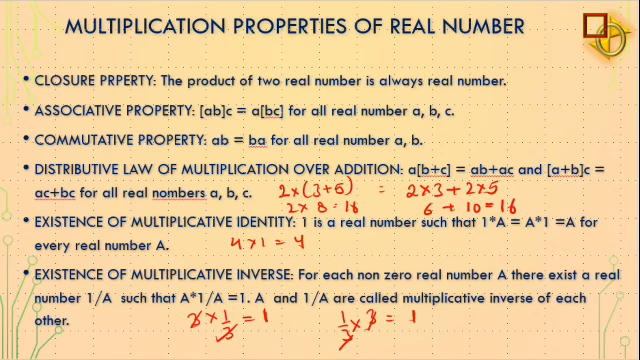 MULTIPLICATION PROPERTIES OF REAL NUMBER
• CLOSURE PRPERTY: The product of two real number is always real number.
• ASSOCIATIVE PROPERTY: [ab]c = a[bc] for all real number a, b, c.
• COMMUTATIVE PROPERTY: ab = ba for all real number a, b.
• DISTRIBUTIVE LAW OF MULTIPLICATION OVER ADDITION: a[b+c] = ab+ac and [a+b]c =
ac+bc for all real nombers a, b, c. 2×(3+5) = 2×3+2×5
2×8=16 6+10=16
• EXISTENCE OF MULTIPLICATIVE IDENTITY: 1 is a real number such that 1*A = A*1 =A for
every real number A. 4×1=4
• EXISTENCE OF MULTIPLICATIVE INVERSE: For each non zero real number A there exist a real
number 1/A such that A*1/A =1. A and 1/A are called multiplicative inverse of each
other. 3×1/3=1 1/3×3=1